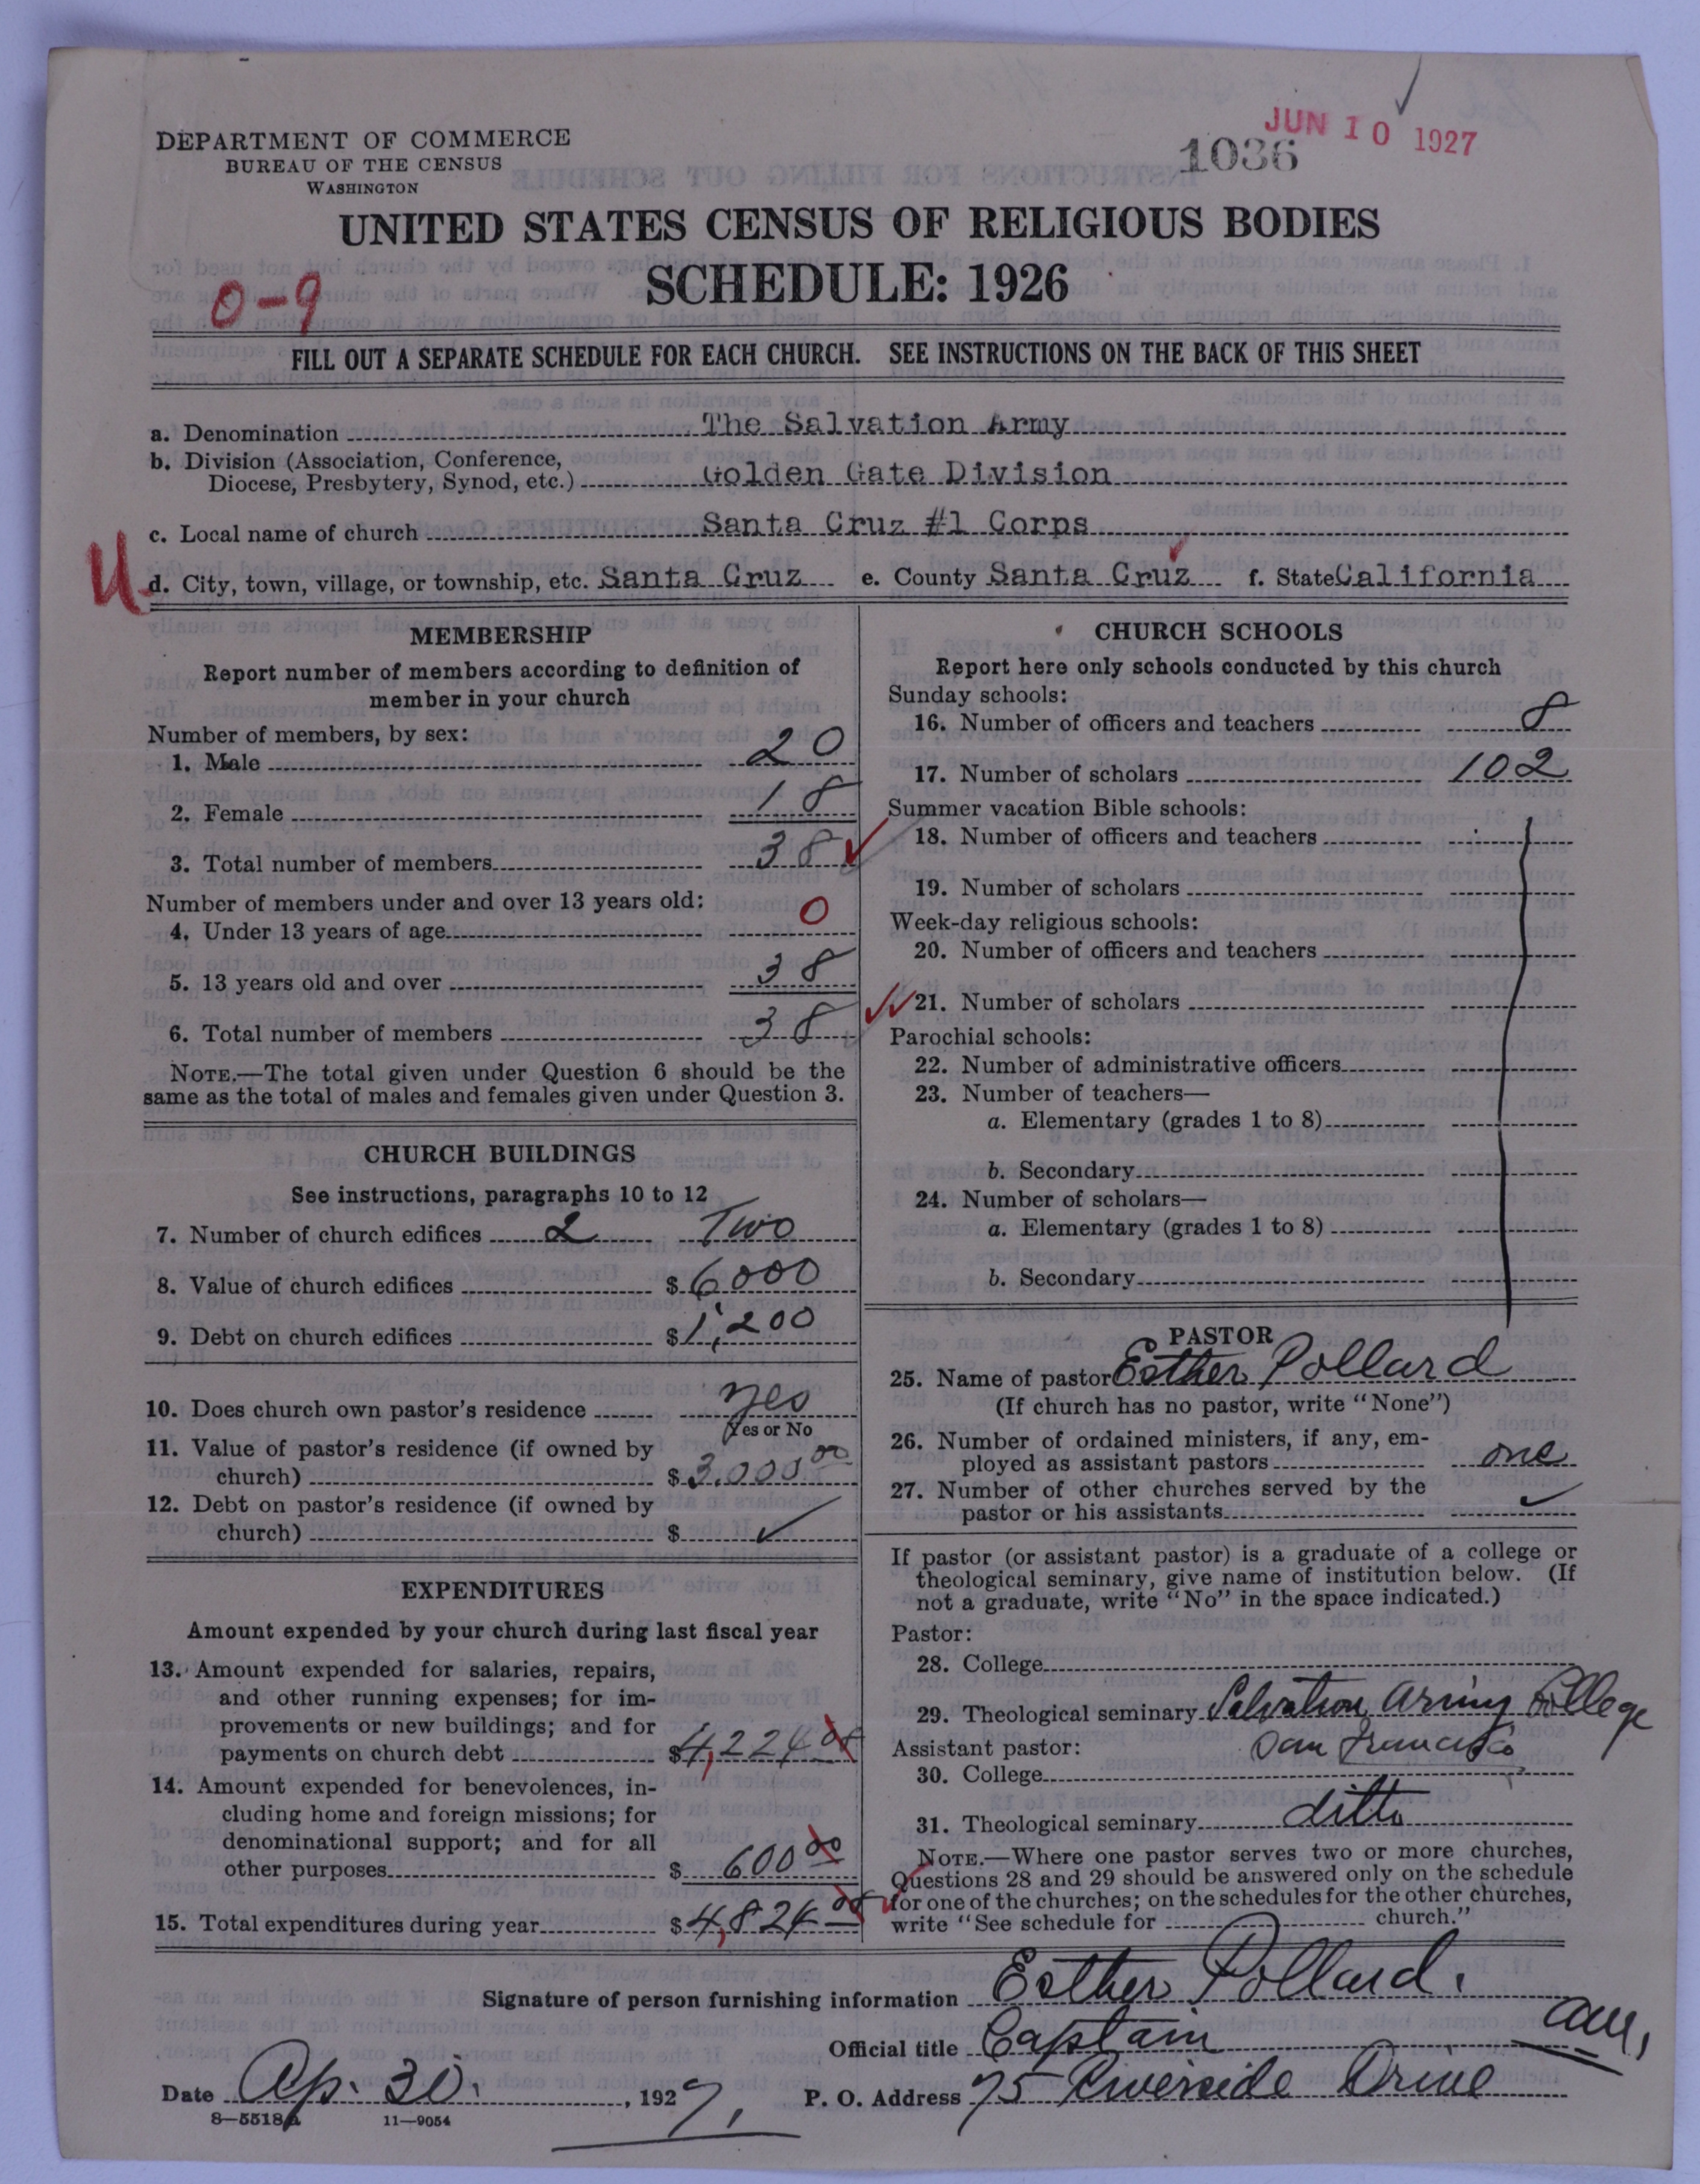 JUN 10 1927
1036
DEPARTMENT OF COMMERCE
BUREAU OF THE CENSUS
WASHINGTON
UNITED STATES CENSUS OF RELIGIOUS BODIES
SCHEDULE: 1926
0-9
FILL OUT A SEPARATE SCHEDULE FOR EACH CHURCH. SEE INSTRUCTIONS ON THE BACK OF THIS SHEET
a. Denomination The Salvation Army
b. Division (Association, Conference,
Diocese, Presbytery, Synod, etc.) Golden Gate Division
c. Local name of church Santa Cruz #1 Corps
U
d. City, town, village, or township, etc. Santa Cruz e. County Santa Cruz f. State California
MEMBERSHIP
Report number of members according to definition of
member in your church
Number of members, by sex:
1. Male 20
2. Female 18
3. Total number of members 38
Number of members under and over 13 years old:
4. Under 13 years of age 0
5. 13 years old and over 38
6. Total number of members 38
NOTE.—The total given under Question 6 should be the
same as the total of males and females given under Question 3.
CHURCH BUILDINGS
See instructions, paragraphs 10 to 12
7. Number of church edifices 2 Two
8. Value of church edifices $6000
9. Debt on church edifices $1,200
10. Does church own pastor's residence yes
Yes or No
11. Value of pastor's residence (if owned by
church) $3.000 00
12. Debt on pastor's residence (if owned by
church) $ ✓
EXPENDITURES
Amount expended by your church during last fiscal year
13. Amount expended for salaries, repairs,
and other running expenses; for im-
provements or new buildings; and for
payments on church debt $4,224 00
14. Amount expended for benevolences, in-
cluding home and foreign missions; for
denominational support; and for all
other purposes $ 600 00
15. Total expenditures during year $4,824 00
CHURCH SCHOOLS
Report here only schools conducted by this church
Sunday schools:
16. Number of officers and teachers 8
17. Number of scholars 102
Summer vacation Bible schools:
18. Number of officers and teachers
19. Number of scholars
Week-day religious schools:
20. Number of officers and teachers
21. Number of scholars
Parochial schools:
22. Number of administrative officers
23. Number of teachers—
a. Elementary (grades 1 to 8)
b. Secondary
24. Number of scholars—
a. Elementary (grades 1 to 8)
b. Secondary
PASTOR
25. Name of pastor Esther Pollard
(If church has no pastor, write "None")
26. Number of ordained ministers, if any, em-
ployed as assistant pastors one
27. Number of other churches served by the
pastor or his assistants ✓
If pastor (or assistant pastor) is a graduate of a college or
theological seminary, give name of institution below. (If
not a graduate, write "No" in the space indicated.)
Pastor:
28. College
29. Theological seminary Salvation Army College
San Francisco
Assistant pastor:
30. College
31. Theological seminary ditto
NOTE.—Where one pastor serves two or more churches,
Questions 28 and 29 should be answered only on the schedule
for one of the churches; on the schedules for the other churches,
write "See schedule for church."
Signature of person furnishing information Esther Pollard.
Official title Captain
Date Ap. 30. , 1927, P. O. Address 75 Riverside Drive
8—5518a 11—9054